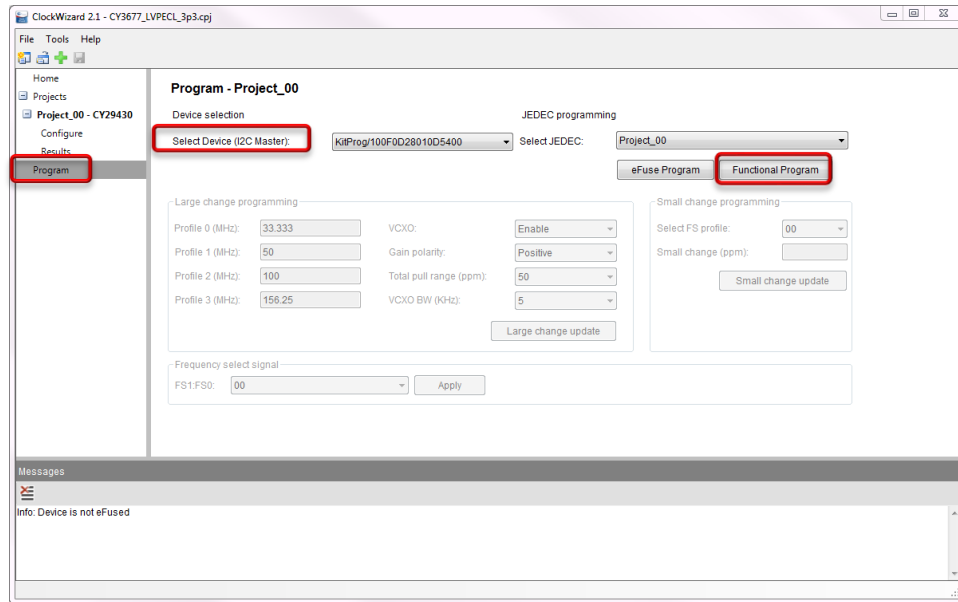 ClockWizard 2.1 - CY3677_LVPECL_3p3.cpj
File Tools Help
Home
Projects
Project_00 - CY29430
Configure
Results
Program
Program - Project_00
Device selection
JEDEC programming
Select Device (I2C Master):
KitProg/100F0D28010D5400
Select JEDEC:
Project_00
eFuse Program
Functional Program
Large change programming
Profile 0 (MHz): 33.333
VCXO: Enable
Profile 1 (MHz): 50
Gain polarity: Positive
Profile 2 (MHz): 100
Total pull range (ppm): 50
Profile 3 (MHz): 156.25
VCXO BW (KHz): 5
Large change update
Small change programming
Select FS profile: 00
Small change (ppm):
Small change update
Frequency select signal
FS1:FS0: 00
Apply
Messages
Info: Device is not eFused